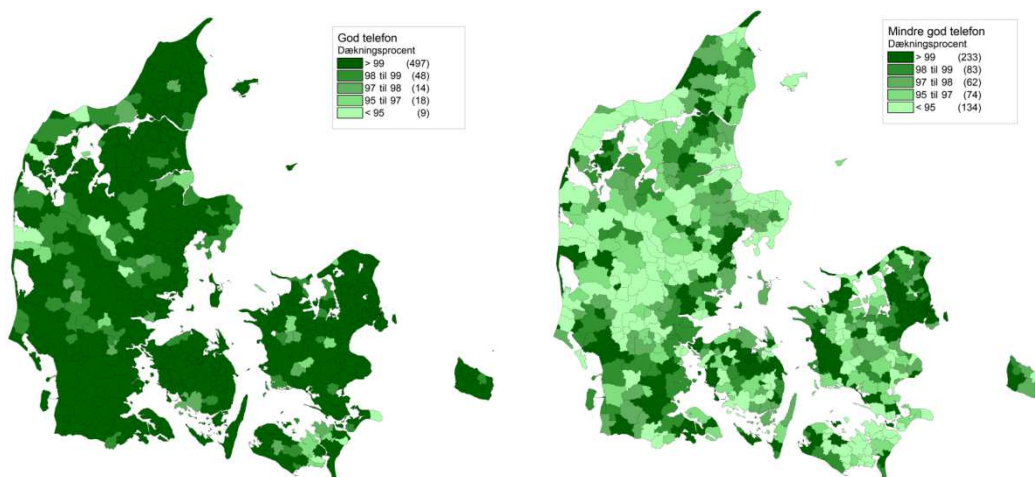 God telefon
Dækningsprocent
> 99 (497)
98 til 99 (48)
97 til 98 (14)
95 til 97 (18)
< 95 (9)
Mindre god telefon
Dækningsprocent
> 99 (233)
98 til 99 (83)
97 til 98 (62)
95 til 97 (74)
< 95 (134)